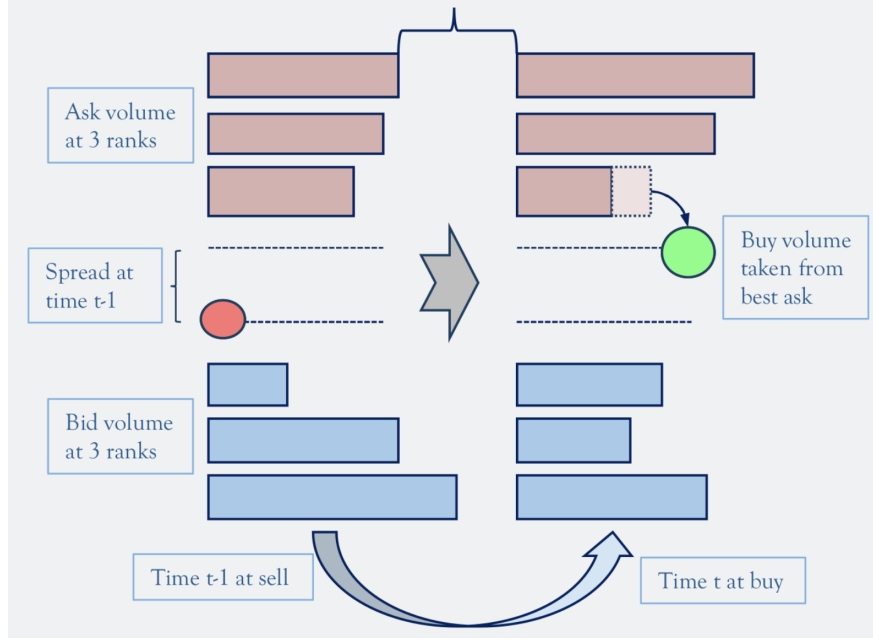 Ask volume
at 3 ranks
Spread at
time t-1
Buy volume
taken from
best ask
Bid volume
at 3 ranks
Time t-1 at sell
Time t at buy